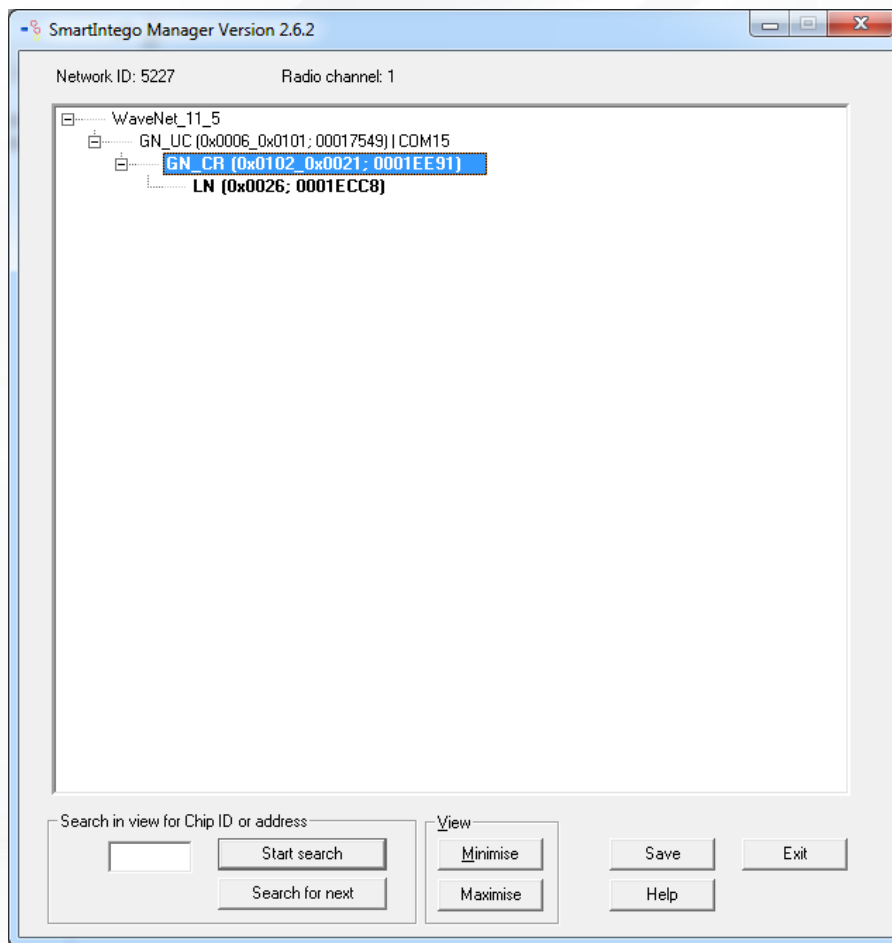 SmartIntego Manager Version 2.6.2
Network ID: 5227 Radio channel: 1
WaveNet_11_5
GN_UC (0x0006_0x0101; 00017549) | COM15
GN_CR (0x0102_0x0021; 0001EE91)
LN (0x0026; 0001ECC8)
Search in view for Chip ID or address
Start search
Search for next
View
Minimise
Maximise
Save
Help
Exit